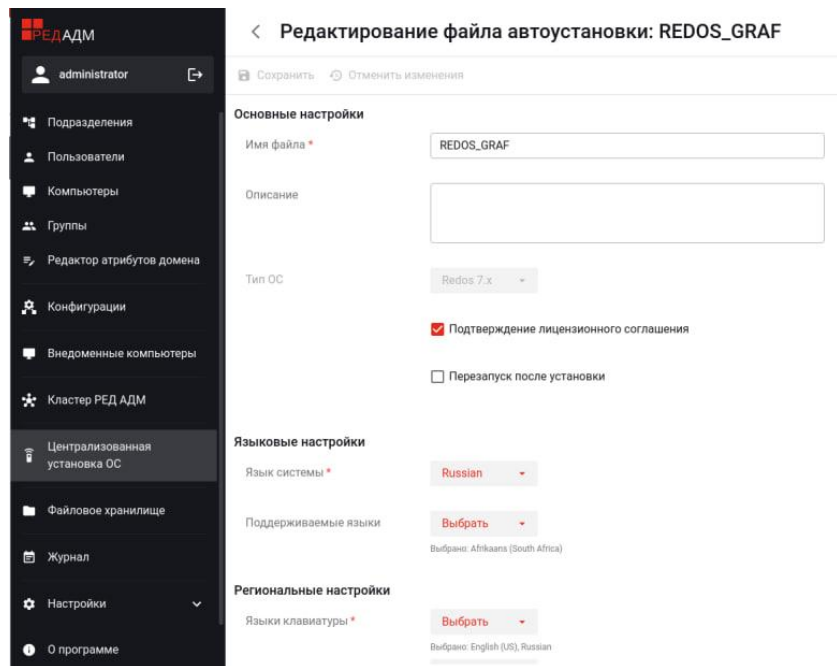 РЕДАДМ
administrator
Подразделения
Пользователи
Компьютеры
Группы
Редактор атрибутов домена
Конфигурации
Внедоменные компьютеры
Кластер РЕД АДМ
Централизованная
установка ОС
Файловое хранилище
Журнал
Настройки
О программе
Редактирование файла автоустановки: REDOS_GRAF
Сохранить Отменить изменения
Основные настройки
Имя файла * REDOS_GRAF
Описание
Тип ОС Redos 7.x
Подтверждение лицензионного соглашения
Перезапуск после установки
Языковые настройки
Язык системы * Russian
Поддерживаемые языки Выбрать
Выбрано: Afrikaans (South Africa)
Региональные настройки
Языки клавиатуры * Выбрать
Выбрано: English (US), Russian